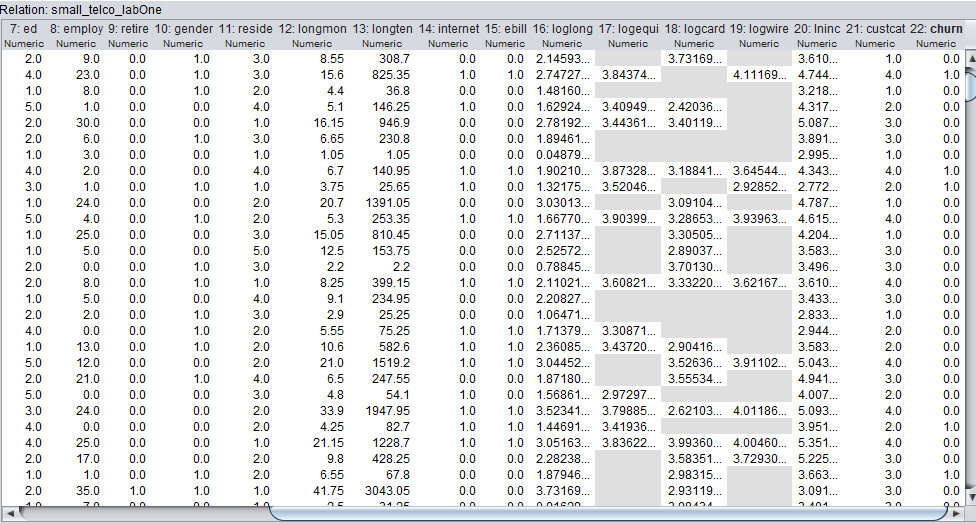 Relation: small_telco_labOne
7: ed 8: employ 9: retire 10: gender 11: reside 12: longmon 13: longten 14: internet 15: ebill 16: loglong 17: logequi 18: logcard 19: logwire 20: lninc 21: custcat 22: churn
Numeric Numeric Numeric Numeric Numeric Numeric Numeric Numeric Numeric Numeric Numeric Numeric Numeric Numeric Numeric Numeric
2.0 9.0 0.0 1.0 3.0 8.55 308.7 0.0 0.0 2.14593... 3.73169... 3.610... 1.0 0.0
4.0 23.0 0.0 1.0 3.0 15.6 825.35 1.0 0.0 2.74727... 3.84374... 4.11169... 4.744... 4.0 1.0
1.0 8.0 0.0 1.0 2.0 4.4 36.8 0.0 0.0 1.48160... 3.218... 1.0 0.0
5.0 1.0 0.0 0.0 4.0 5.1 146.25 1.0 0.0 1.62924... 3.40949... 2.42036... 4.317... 2.0 0.0
2.0 30.0 0.0 0.0 1.0 16.15 946.9 0.0 0.0 2.78192... 3.44361... 3.40119... 5.087... 3.0 0.0
2.0 6.0 0.0 1.0 3.0 6.65 230.8 0.0 0.0 1.89461... 3.891... 3.0 0.0
1.0 3.0 0.0 0.0 1.0 1.05 1.05 0.0 0.0 0.04879... 2.995... 1.0 0.0
4.0 2.0 0.0 0.0 4.0 6.7 140.95 1.0 1.0 1.90210... 3.87328... 3.18841... 3.64544... 4.343... 4.0 1.0
3.0 1.0 0.0 1.0 1.0 3.75 25.65 1.0 0.0 1.32175... 3.52046... 2.92852... 2.772... 2.0 1.0
1.0 24.0 0.0 0.0 2.0 20.7 1391.05 0.0 0.0 3.03013... 3.09104... 4.787... 1.0 0.0
5.0 4.0 0.0 0.0 2.0 5.3 253.35 1.0 1.0 1.66770... 3.90399... 3.28653... 3.93963... 4.615... 4.0 0.0
1.0 25.0 0.0 0.0 3.0 15.05 810.45 0.0 0.0 2.71137... 3.30505... 4.204... 1.0 0.0
1.0 5.0 0.0 0.0 5.0 12.5 153.75 0.0 0.0 2.52572... 2.89037... 3.583... 3.0 0.0
2.0 0.0 0.0 1.0 3.0 2.2 2.2 0.0 0.0 0.78845... 3.70130... 3.496... 3.0 0.0
2.0 8.0 0.0 1.0 1.0 8.25 399.15 1.0 1.0 2.11021... 3.60821... 3.33220... 3.62167... 3.610... 4.0 0.0
1.0 5.0 0.0 0.0 4.0 9.1 234.95 0.0 0.0 2.20827... 3.433... 3.0 0.0
2.0 2.0 0.0 1.0 3.0 2.9 25.25 0.0 0.0 1.06471... 2.833... 1.0 0.0
4.0 0.0 0.0 1.0 2.0 5.55 75.25 1.0 1.0 1.71379... 3.30871... 2.944... 2.0 0.0
1.0 13.0 0.0 1.0 2.0 10.6 582.6 1.0 0.0 2.36085... 3.43720... 2.90416... 3.583... 2.0 0.0
5.0 12.0 0.0 0.0 2.0 21.0 1519.2 1.0 1.0 3.04452... 3.52636... 3.91102... 5.043... 4.0 0.0
2.0 21.0 0.0 1.0 4.0 6.5 247.55 0.0 0.0 1.87180... 3.55534... 4.941... 3.0 0.0
5.0 0.0 0.0 0.0 3.0 4.8 54.1 1.0 0.0 1.56861... 2.97297... 4.007... 2.0 0.0
3.0 24.0 0.0 0.0 2.0 33.9 1947.95 1.0 1.0 3.52341... 3.79885... 2.62103... 4.01186... 5.093... 4.0 0.0
4.0 0.0 0.0 0.0 2.0 4.25 82.7 1.0 1.0 1.44691... 3.41936... 3.951... 2.0 1.0
4.0 25.0 0.0 0.0 1.0 21.15 1228.7 1.0 0.0 3.05163... 3.83622... 3.99360... 4.00460... 5.351... 4.0 0.0
2.0 17.0 0.0 0.0 2.0 9.8 428.25 0.0 0.0 2.28238... 3.58351... 3.72930... 5.225... 3.0 0.0
1.0 1.0 0.0 1.0 2.0 6.55 67.8 0.0 0.0 1.87946... 2.98315... 3.663... 3.0 1.0
2.0 35.0 1.0 1.0 1.0 41.75 3043.05 0.0 0.0 3.73169... 2.93119... 3.091... 3.0 0.0